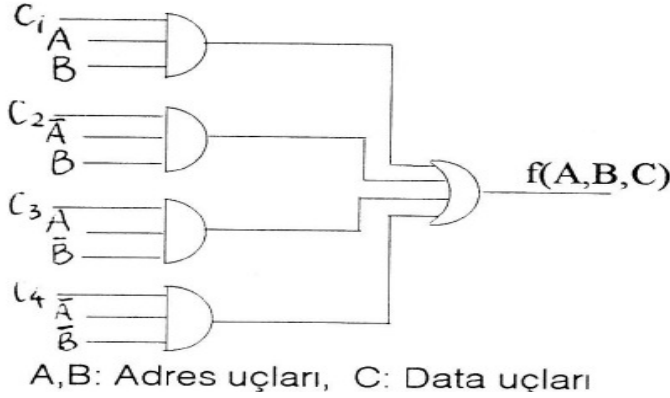 C₁
A
B
C₂
Ā
B
f(A,B,C)
C₃
A
B̄
C₄
Ā
B̄
A,B: Adres uçları, C: Data uçları